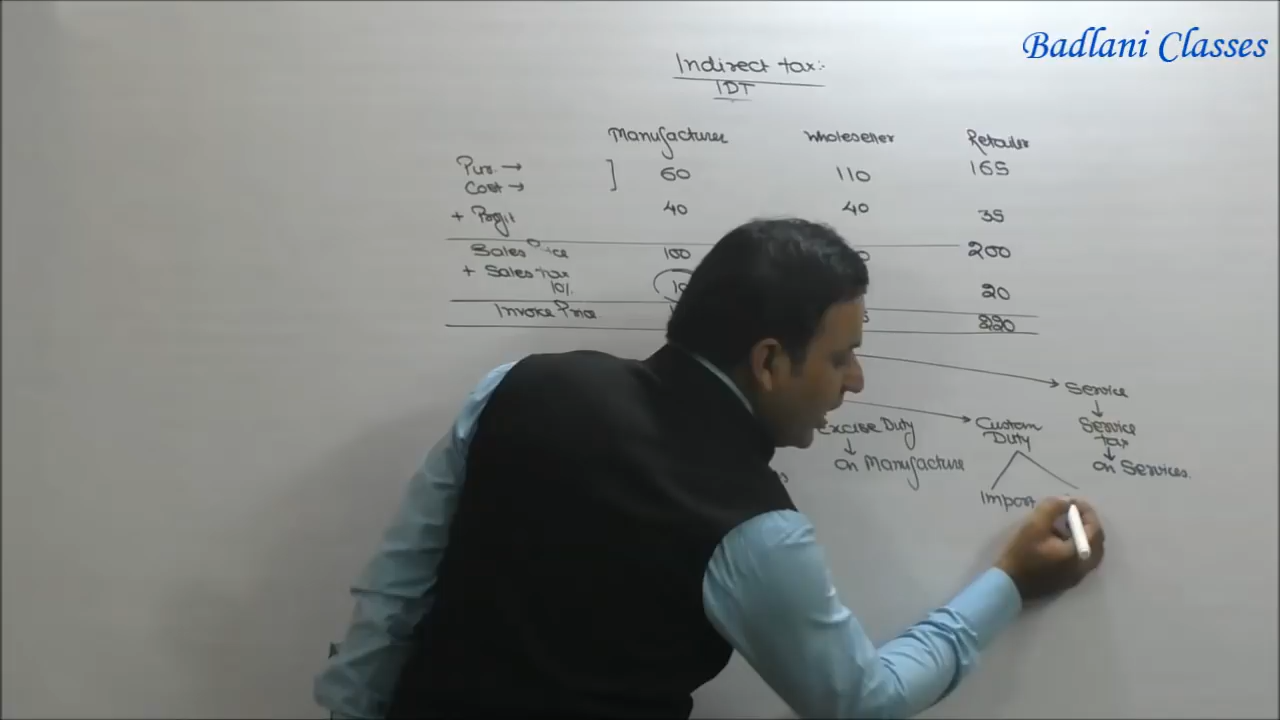 Badlani Classes
Indirect tax:-
IDT
Manufacturer Wholeseller Retailer
Pur. → ] 60 110 165
Cost →
+ Profit 40 40 35
Sales Price 100 200
+ Sales tax
10% 20
Invoice Price 220
Service
Excise Duty Custom Duty Service tax
on Manufacture on Services.
Import